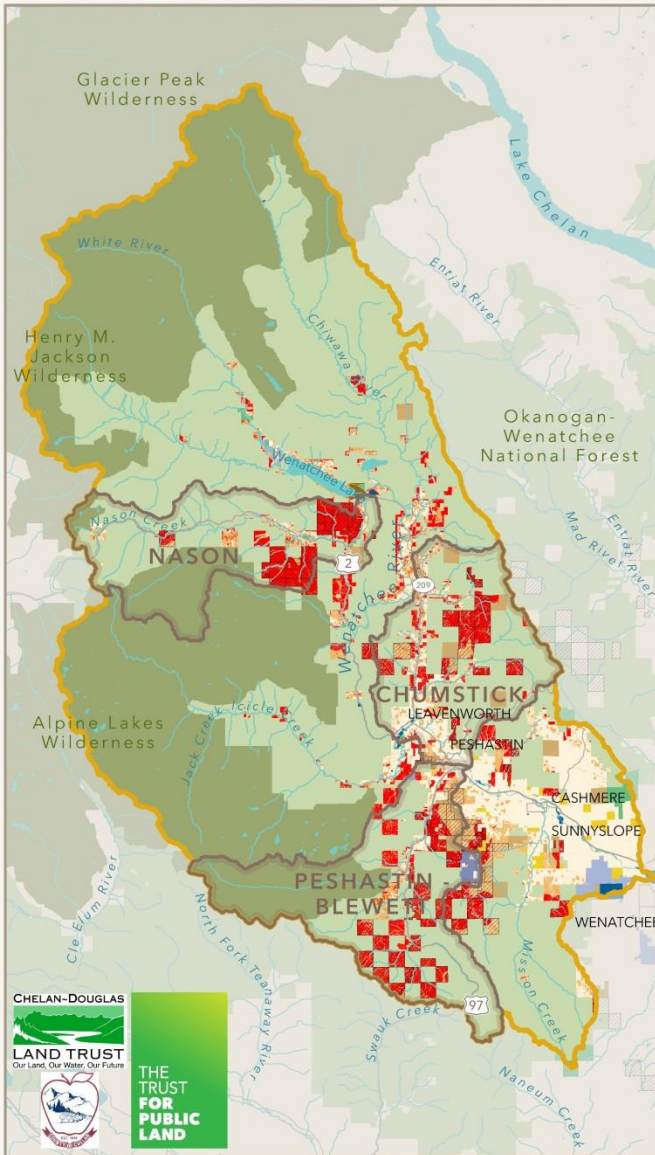 Glacier Peak
Wilderness
Lake Chelan
White River
Entiat River
Chiwawa River
Henry M.
Jackson
Wilderness
Okanogan-
Wenatchee
National Forest
Wenatchee La
Entiat River
Mad River
Nason Creek
NASON
2
Wenatchee River
209
CHUMSTICK
LEAVENWORTH
Icicle Creek
Jack Creek
PESHASTIN
Alpine Lakes
Wilderness
CASHMERE
SUNNYSLOPE
PESHASTIN
BLEWETT
WENATCHEE
Cle Elum River
North Fork Teanaway River
Mission Creek
97
Swauk Creek
Naneum Creek
CHELAN~DOUGLAS
LAND TRUST
Our Land, Our Water, Our Future
THE
TRUST
FOR
PUBLIC
LAND